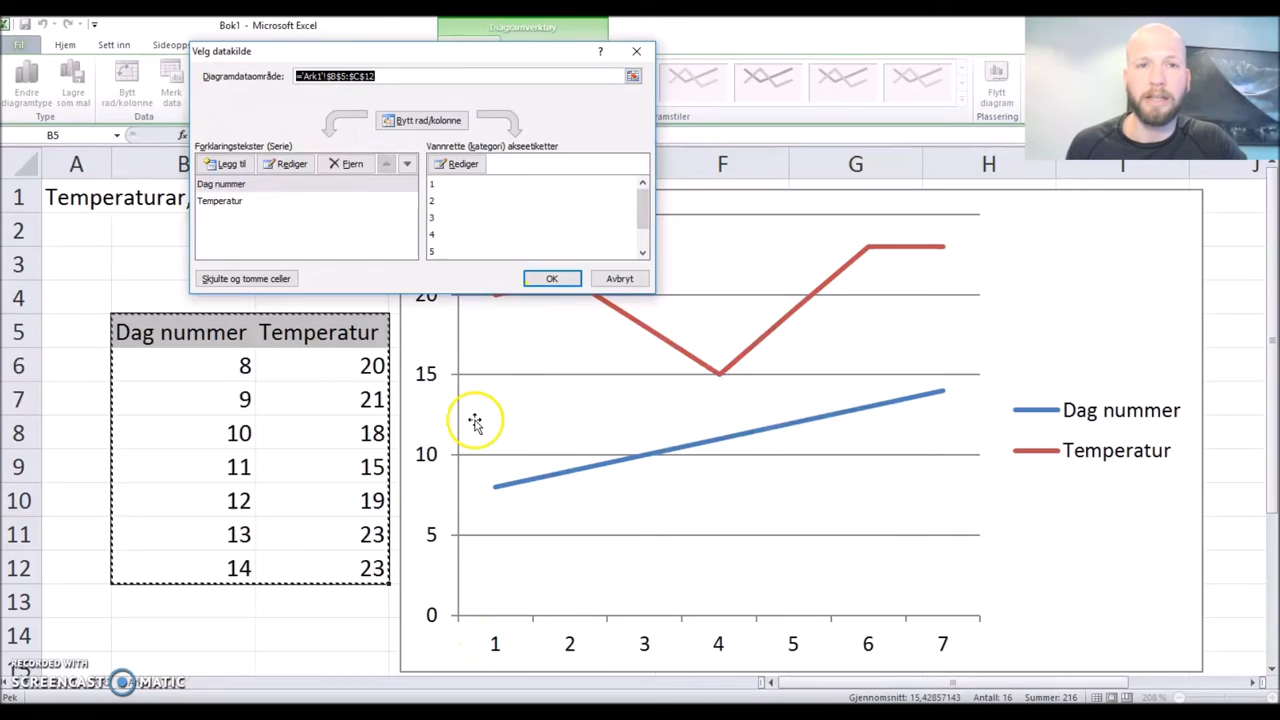 Bok1 - Microsoft Excel
Diagramverktøy
Fil Hjem Sett inn Sideopp
Velg datakilde
?
Diagramdataområde: ='Ark1'!$B$5:$C$12
Endre diagramtype
Lagre som mal
Bytt rad/kolonne
Merk data
Flytt diagram
Type Data
Plassering
Bytt rad/kolonne
Forklaringstekster (Serie)
Vannrette (kategori) akseetiketter
Legg til Rediger Fjern
Rediger
Dag nummer
Temperatur
1
2
3
4
5
Skjulte og tomme celler
OK Avbryt
B5 fx
A B F G H I J
1 Temperaturar,
2
3
4
5 Dag nummer Temperatur
6 8 20
7 9 21
8 10 18
9 11 15
10 12 19
11 13 23
12 14 23
13
14
15
20
15
10
5
0
1 2 3 4 5 6 7
Dag nummer
Temperatur
RECORDED WITH
SCREENCAST MATIC
Pek
Gjennomsnitt: 15,42857143 Antall: 16 Summer: 216
208 %